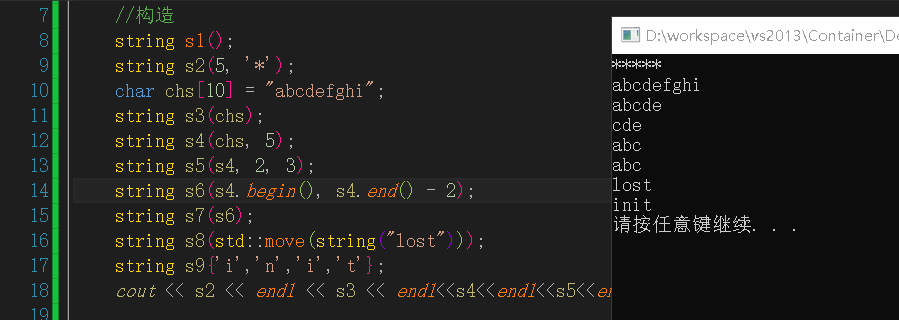 7 //构造
8 string s1();
9 string s2(5, '*');
10 char chs[10] = "abcdefghi";
11 string s3(chs);
12 string s4(chs, 5);
13 string s5(s4, 2, 3);
14 string s6(s4.begin(), s4.end() - 2);
15 string s7(s6);
16 string s8(std::move(string("lost")));
17 string s9{'i','n','i','t'};
18 cout << s2 << endl << s3 << endl<<s4<<endl<<s5<<en
19
D:\workspace\vs2013\Container\De
*****
abcdefghi
abcde
cde
abc
abc
lost
init
请按任意键继续. . .